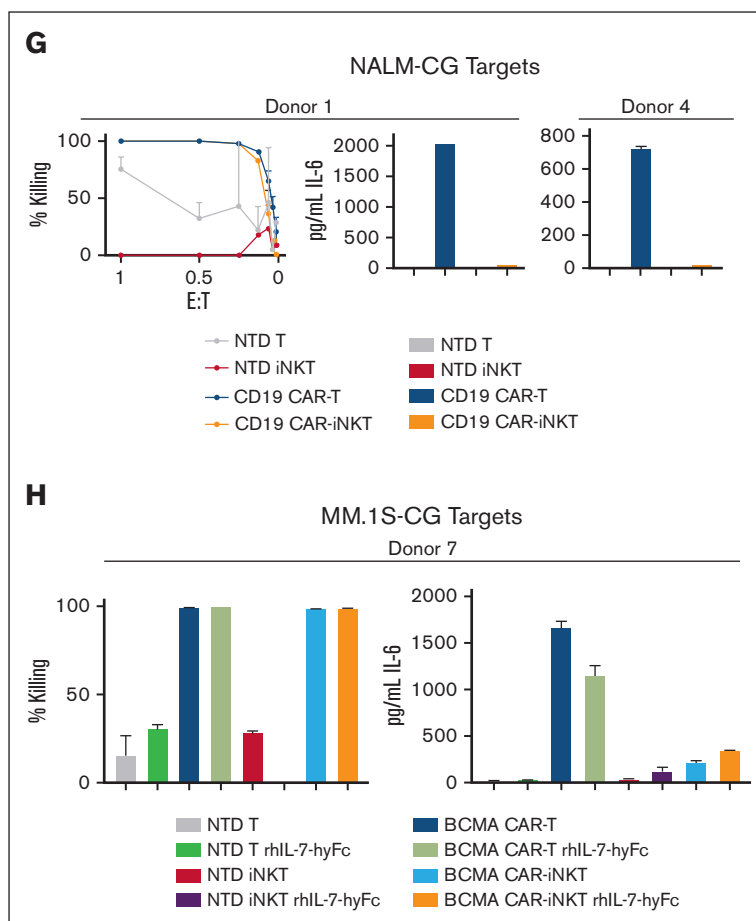 G
NALM-CG Targets
Donor 1
Donor 4
% Killing
100
50
0
1
0.5
0
E:T
pg/mL IL-6
2000
1500
1000
500
0
800
600
400
200
0
NTD T
NTD iNKT
CD19 CAR-T
CD19 CAR-iNKT
NTD T
NTD iNKT
CD19 CAR-T
CD19 CAR-iNKT
H
MM.1S-CG Targets
Donor 7
% Killing
100
50
0
pg/mL IL-6
2000
1500
1000
500
0
NTD T
NTD T rhIL-7-hyFc
NTD iNKT
NTD iNKT rhIL-7-hyFc
BCMA CAR-T
BCMA CAR-T rhIL-7-hyFc
BCMA CAR-iNKT
BCMA CAR-iNKT rhIL-7-hyFc